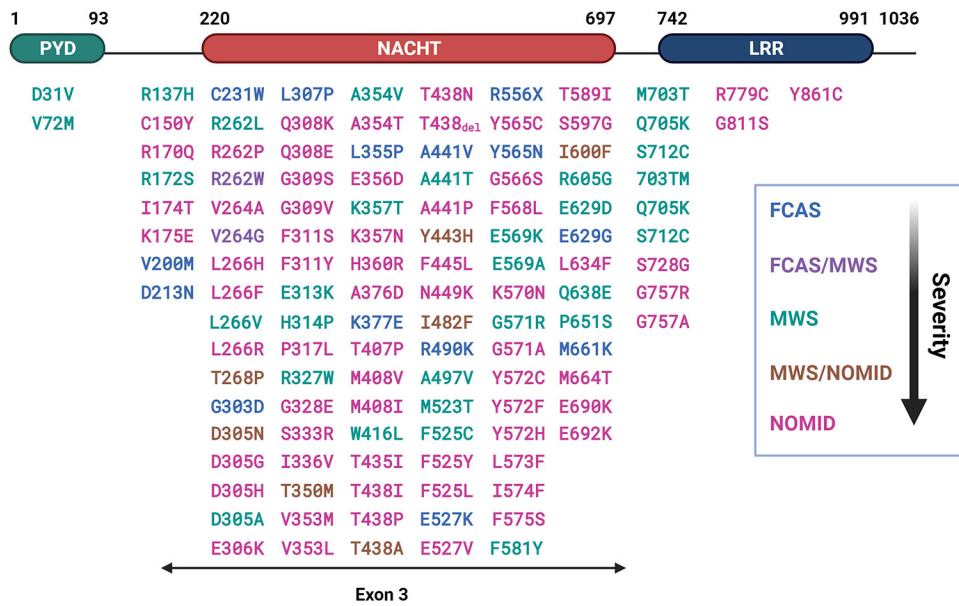 1 93 220 697 742 991 1036
PYD NACHT LRR
D31V R137H C231W L307P A354V T438N R556X T589I M703T R779C Y861C
V72M C150Y R262L Q308K A354T T438del Y565C S597G Q705K G811S
R170Q R262P Q308E L355P A441V Y565N I600F S712C
R172S R262W G309S E356D A441T G566S R605G 703TM
I174T V264A G309V K357T A441P F568L E629D Q705K
K175E V264G F311S K357N Y443H E569K E629G S712C
V200M L266H F311Y H360R F445L E569A L634F S728G
D213N L266F E313K A376D N449K K570N Q638E G757R
L266V H314P K377E I482F G571R P651S G757A
L266R P317L T407P R490K G571A M661K
T268P R327W M408V A497V Y572C M664T
G303D G328E M408I M523T Y572F E690K
D305N S333R W416L F525C Y572H E692K
D305G I336V T435I F525Y L573F
D305H T350M T438I F525L I574F
D305A V353M T438P E527K F575S
E306K V353L T438A E527V F581Y
Exon 3
FCAS
FCAS/MWS
MWS
MWS/NOMID
NOMID
Severity